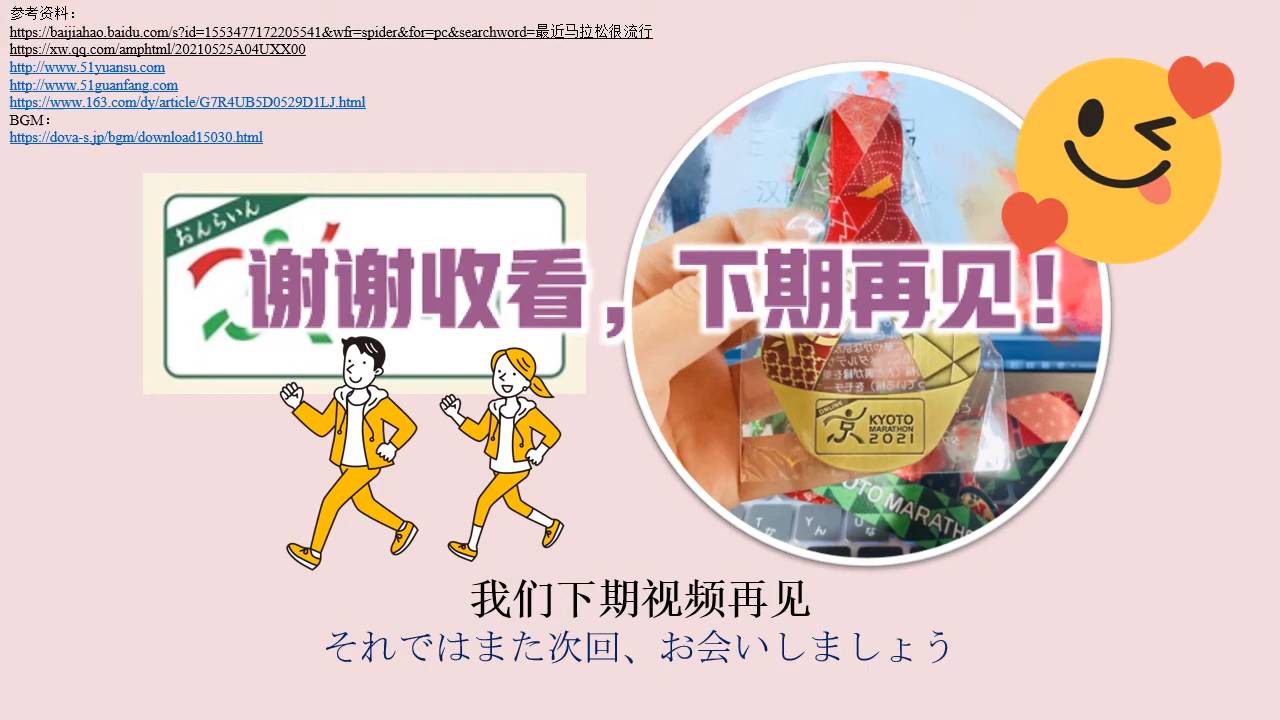 参考资料：
https://baijiahao.baidu.com/s?id=1553477172205541&wfr=spider&for=pc&searchword=最近马拉松很流行
https://xw.qq.com/amphtml/20210525A04UXX00
http://www.51yuansu.com
http://www.51guanfang.com
https://www.163.com/dy/article/G7R4UB5D0529D1LJ.html
BGM：
https://dova-s.jp/bgm/download15030.html
おんらいん
谢谢收看，下期再见！
ONLINE
京
KYOTO
MARATHON
2021
OTO MARATH
我们下期视频再见
それではまた次回、お会いしましょう